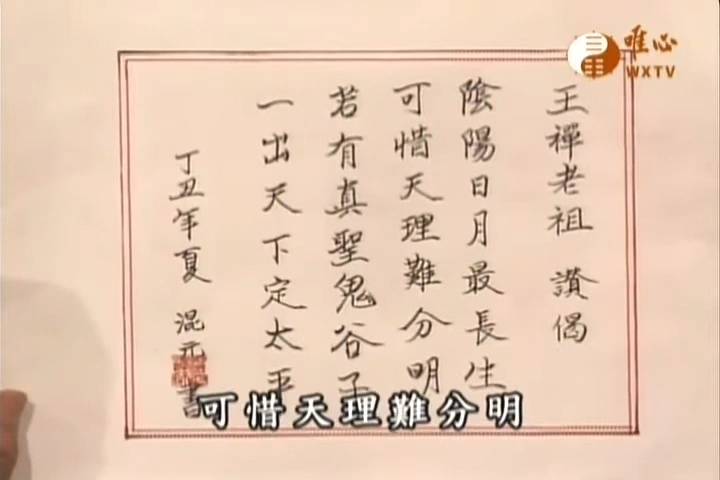 唯心
WXTV
王禪老祖 讚偈
陰陽日月最長生
可惜天理難分明
若有真聖鬼谷子
一出天下定太平
丁丑年夏 混元書
可惜天理難分明